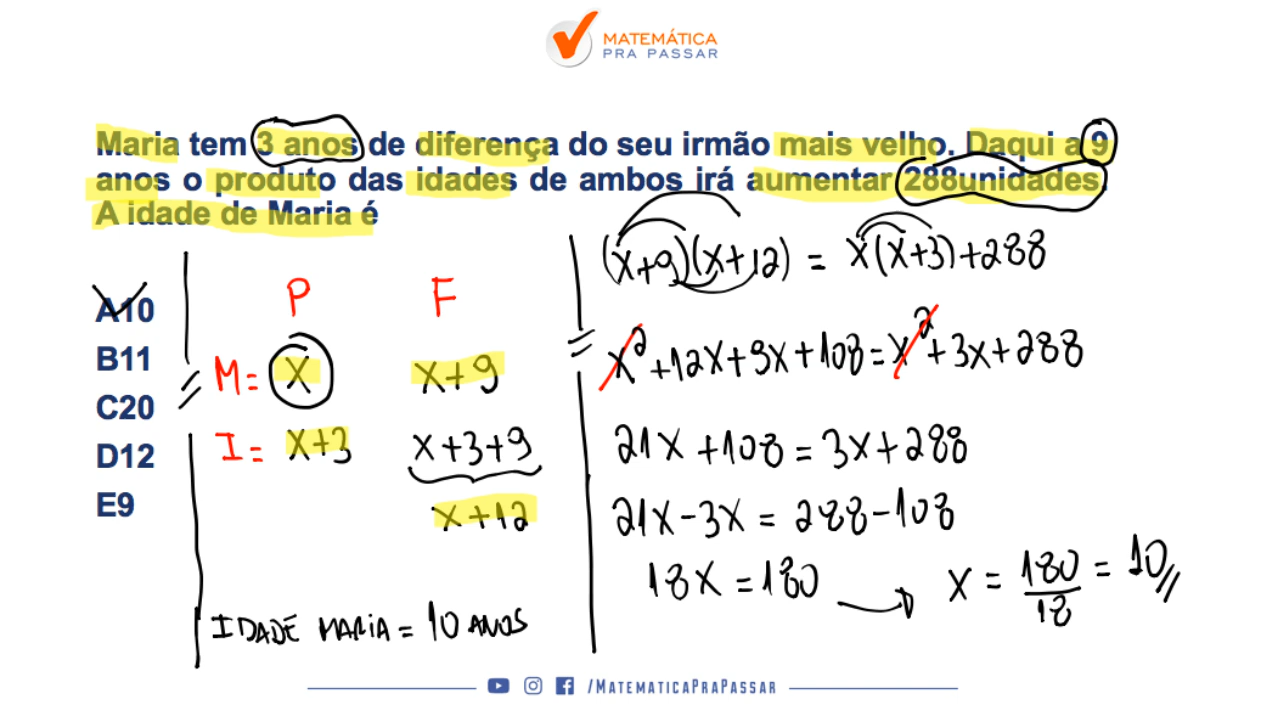 MATEMÁTICA
PRA PASSAR
Maria tem 3 anos de diferença do seu irmão mais velho. Daqui a 9
anos o produto das idades de ambos irá aumentar 288unidades.
A idade de Maria é
A10
B11
C20
D12
E9
P F
M= X X+9
I= X+3 X+3+9
X+12
IDADE MARIA = 10 ANOS
(X+9)(X+12) = X(X+3)+288
X²+12X+9X+108=X²+3X+288
21X+108=3X+288
21X-3X=288-108
18X=180
X=180/18=10
/MATEMATICAPRAPASSAR